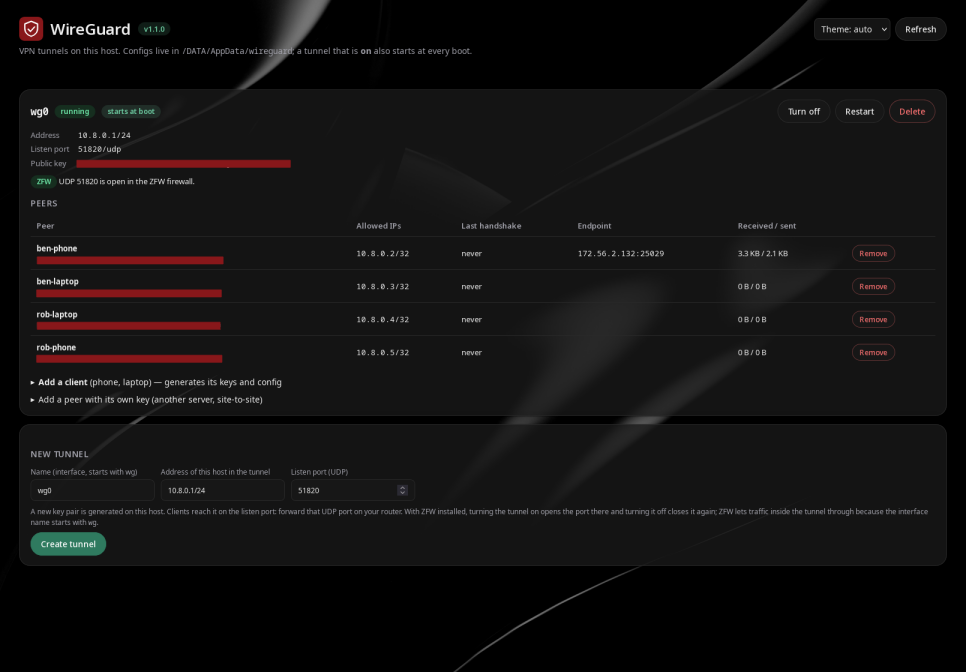 WireGuard v1.1.0
Theme: auto Refresh
VPN tunnels on this host. Configs live in /DATA/AppData/wireguard; a tunnel that is on also starts at every boot.
wg0 running starts at boot Turn off Restart Delete
Address 10.8.0.1/24
Listen port 51820/udp
Public key
ZFW UDP 51820 is open in the ZFW firewall.
PEERS
Peer Allowed IPs Last handshake Endpoint Received / sent
ben-phone
10.8.0.2/32 never 172.56.2.132:25029 3.3 KB / 2.1 KB Remove
ben-laptop
10.8.0.3/32 never 0 B / 0 B Remove
rob-laptop
10.8.0.4/32 never 0 B / 0 B Remove
rob-phone
10.8.0.5/32 never 0 B / 0 B Remove
▸ Add a client (phone, laptop) — generates its keys and config
▸ Add a peer with its own key (another server, site-to-site)
NEW TUNNEL
Name (interface, starts with wg) Address of this host in the tunnel Listen port (UDP)
wg0 10.8.0.1/24 51820
A new key pair is generated on this host. Clients reach it on the listen port: forward that UDP port on your router. With ZFW installed, turning the tunnel on opens the port there and turning it off closes it again; ZFW lets traffic inside the tunnel through because the interface
name starts with wg.
Create tunnel